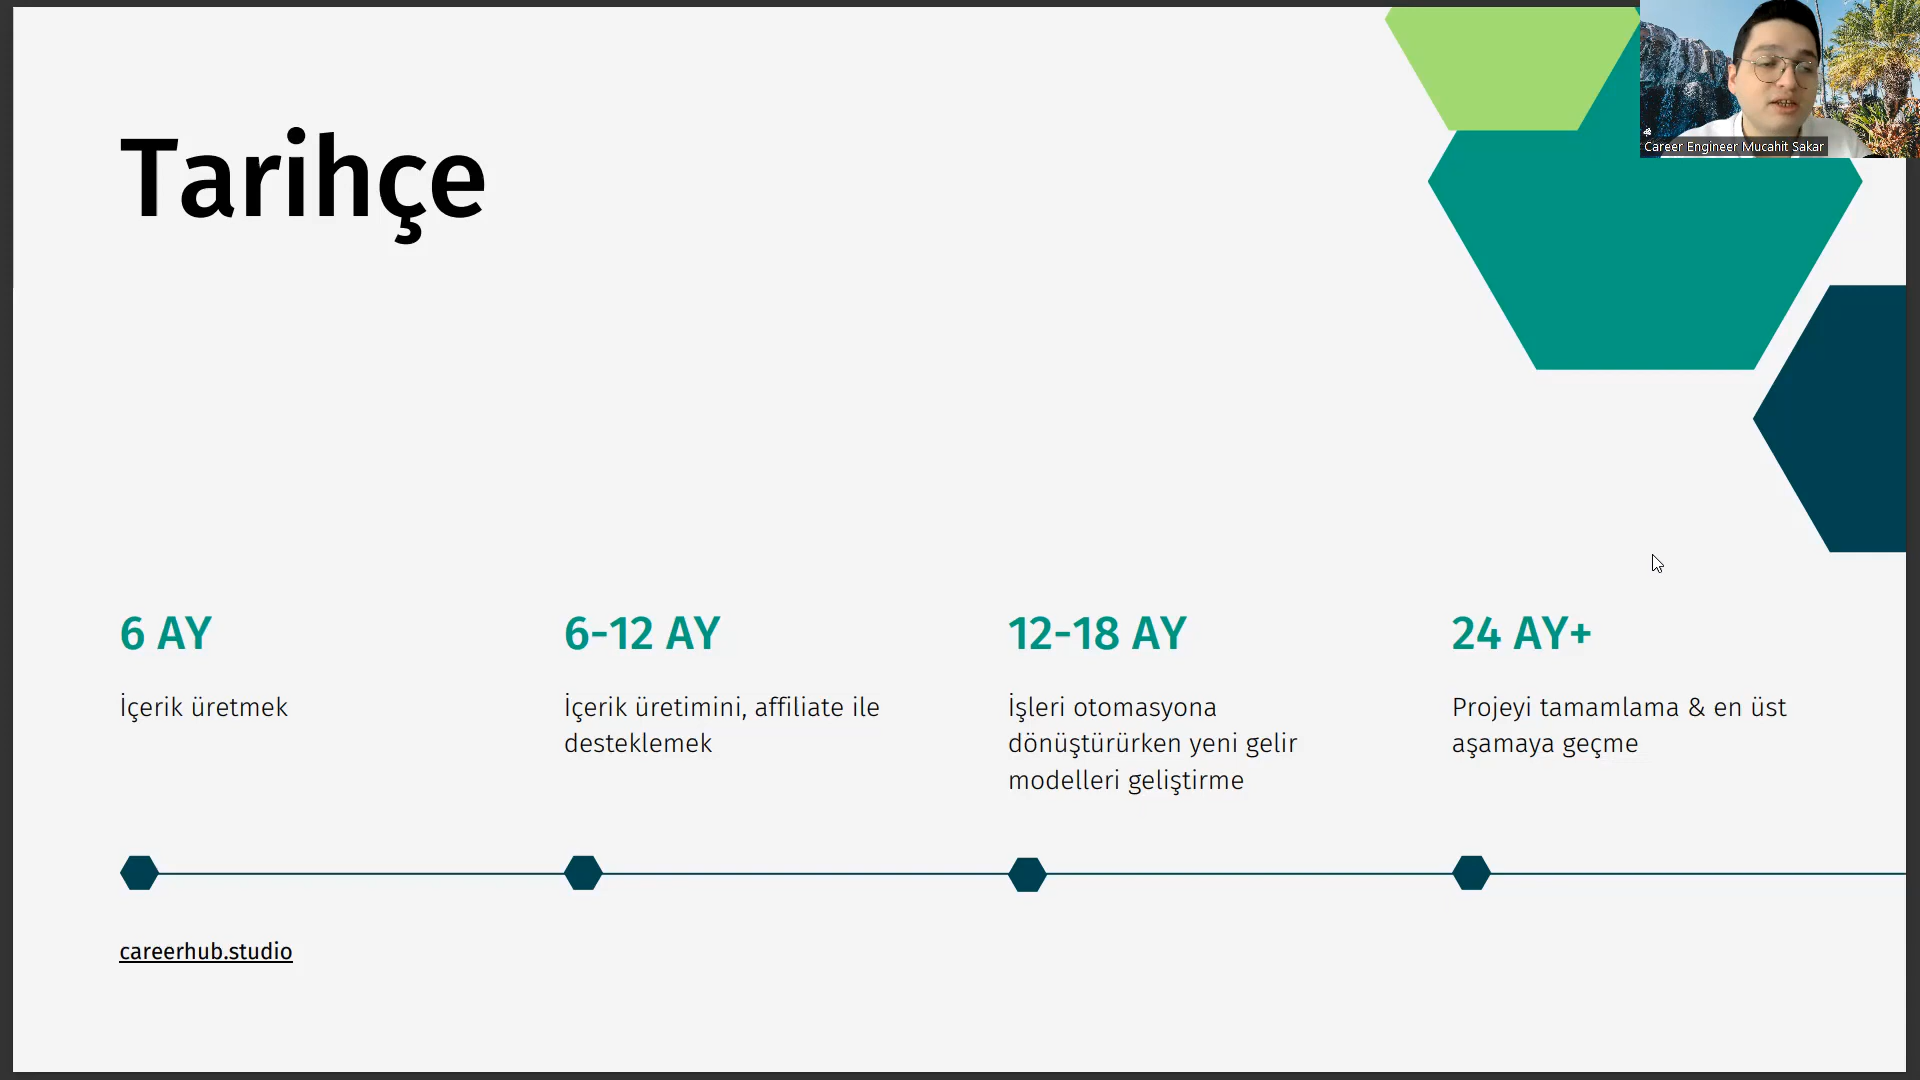 Career Engineer Mucahit Sakar
Tarihçe
6 AY
İçerik üretmek
6-12 AY
İçerik üretimini, affiliate ile
desteklemek
12-18 AY
İşleri otomasyona
dönüştürürken yeni gelir
modelleri geliştirme
24 AY+
Projeyi tamamlama & en üst
aşamaya geçme
careerhub.studio